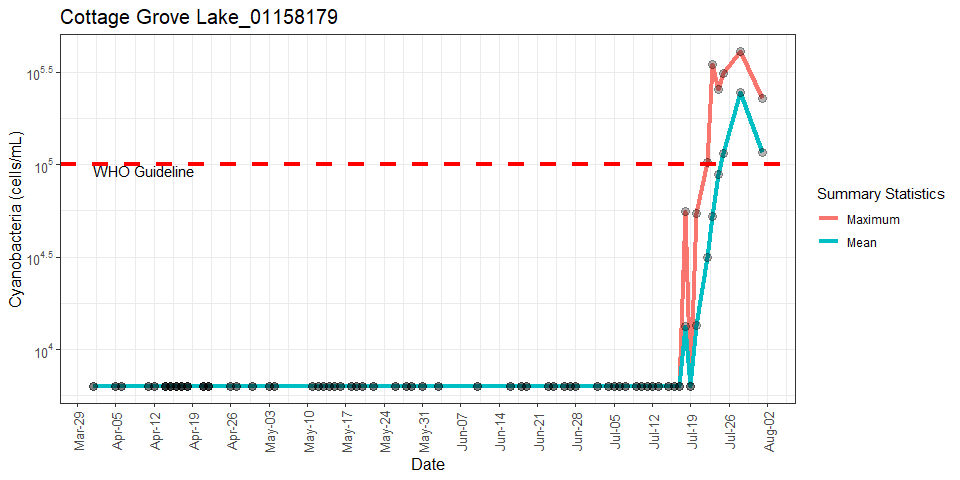 Cottage Grove Lake_01158179
Cyanobacteria (cells/mL)
10^5.5
10^5
10^4.5
10^4
WHO Guideline
Mar-29
Apr-05
Apr-12
Apr-19
Apr-26
May-03
May-10
May-17
May-24
May-31
Jun-07
Jun-14
Jun-21
Jun-28
Jul-05
Jul-12
Jul-19
Jul-26
Aug-02
Date
Summary Statistics
Maximum
Mean